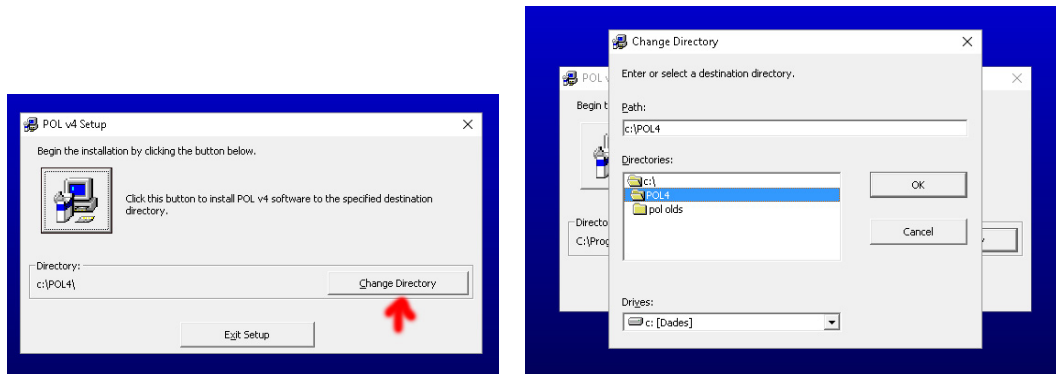 POL v4 Setup
Begin the installation by clicking the button below.
Click this button to install POL v4 software to the specified destination
directory.
Directory:
c:\POL4\
Change Directory
Exit Setup
Change Directory
Enter or select a destination directory.
Path:
c:\POL4
Directories:
c:\
POL4
pol olds
OK
Cancel
Drives:
c: [Dades]
POL v
Begin t
Directo
C:\Prog